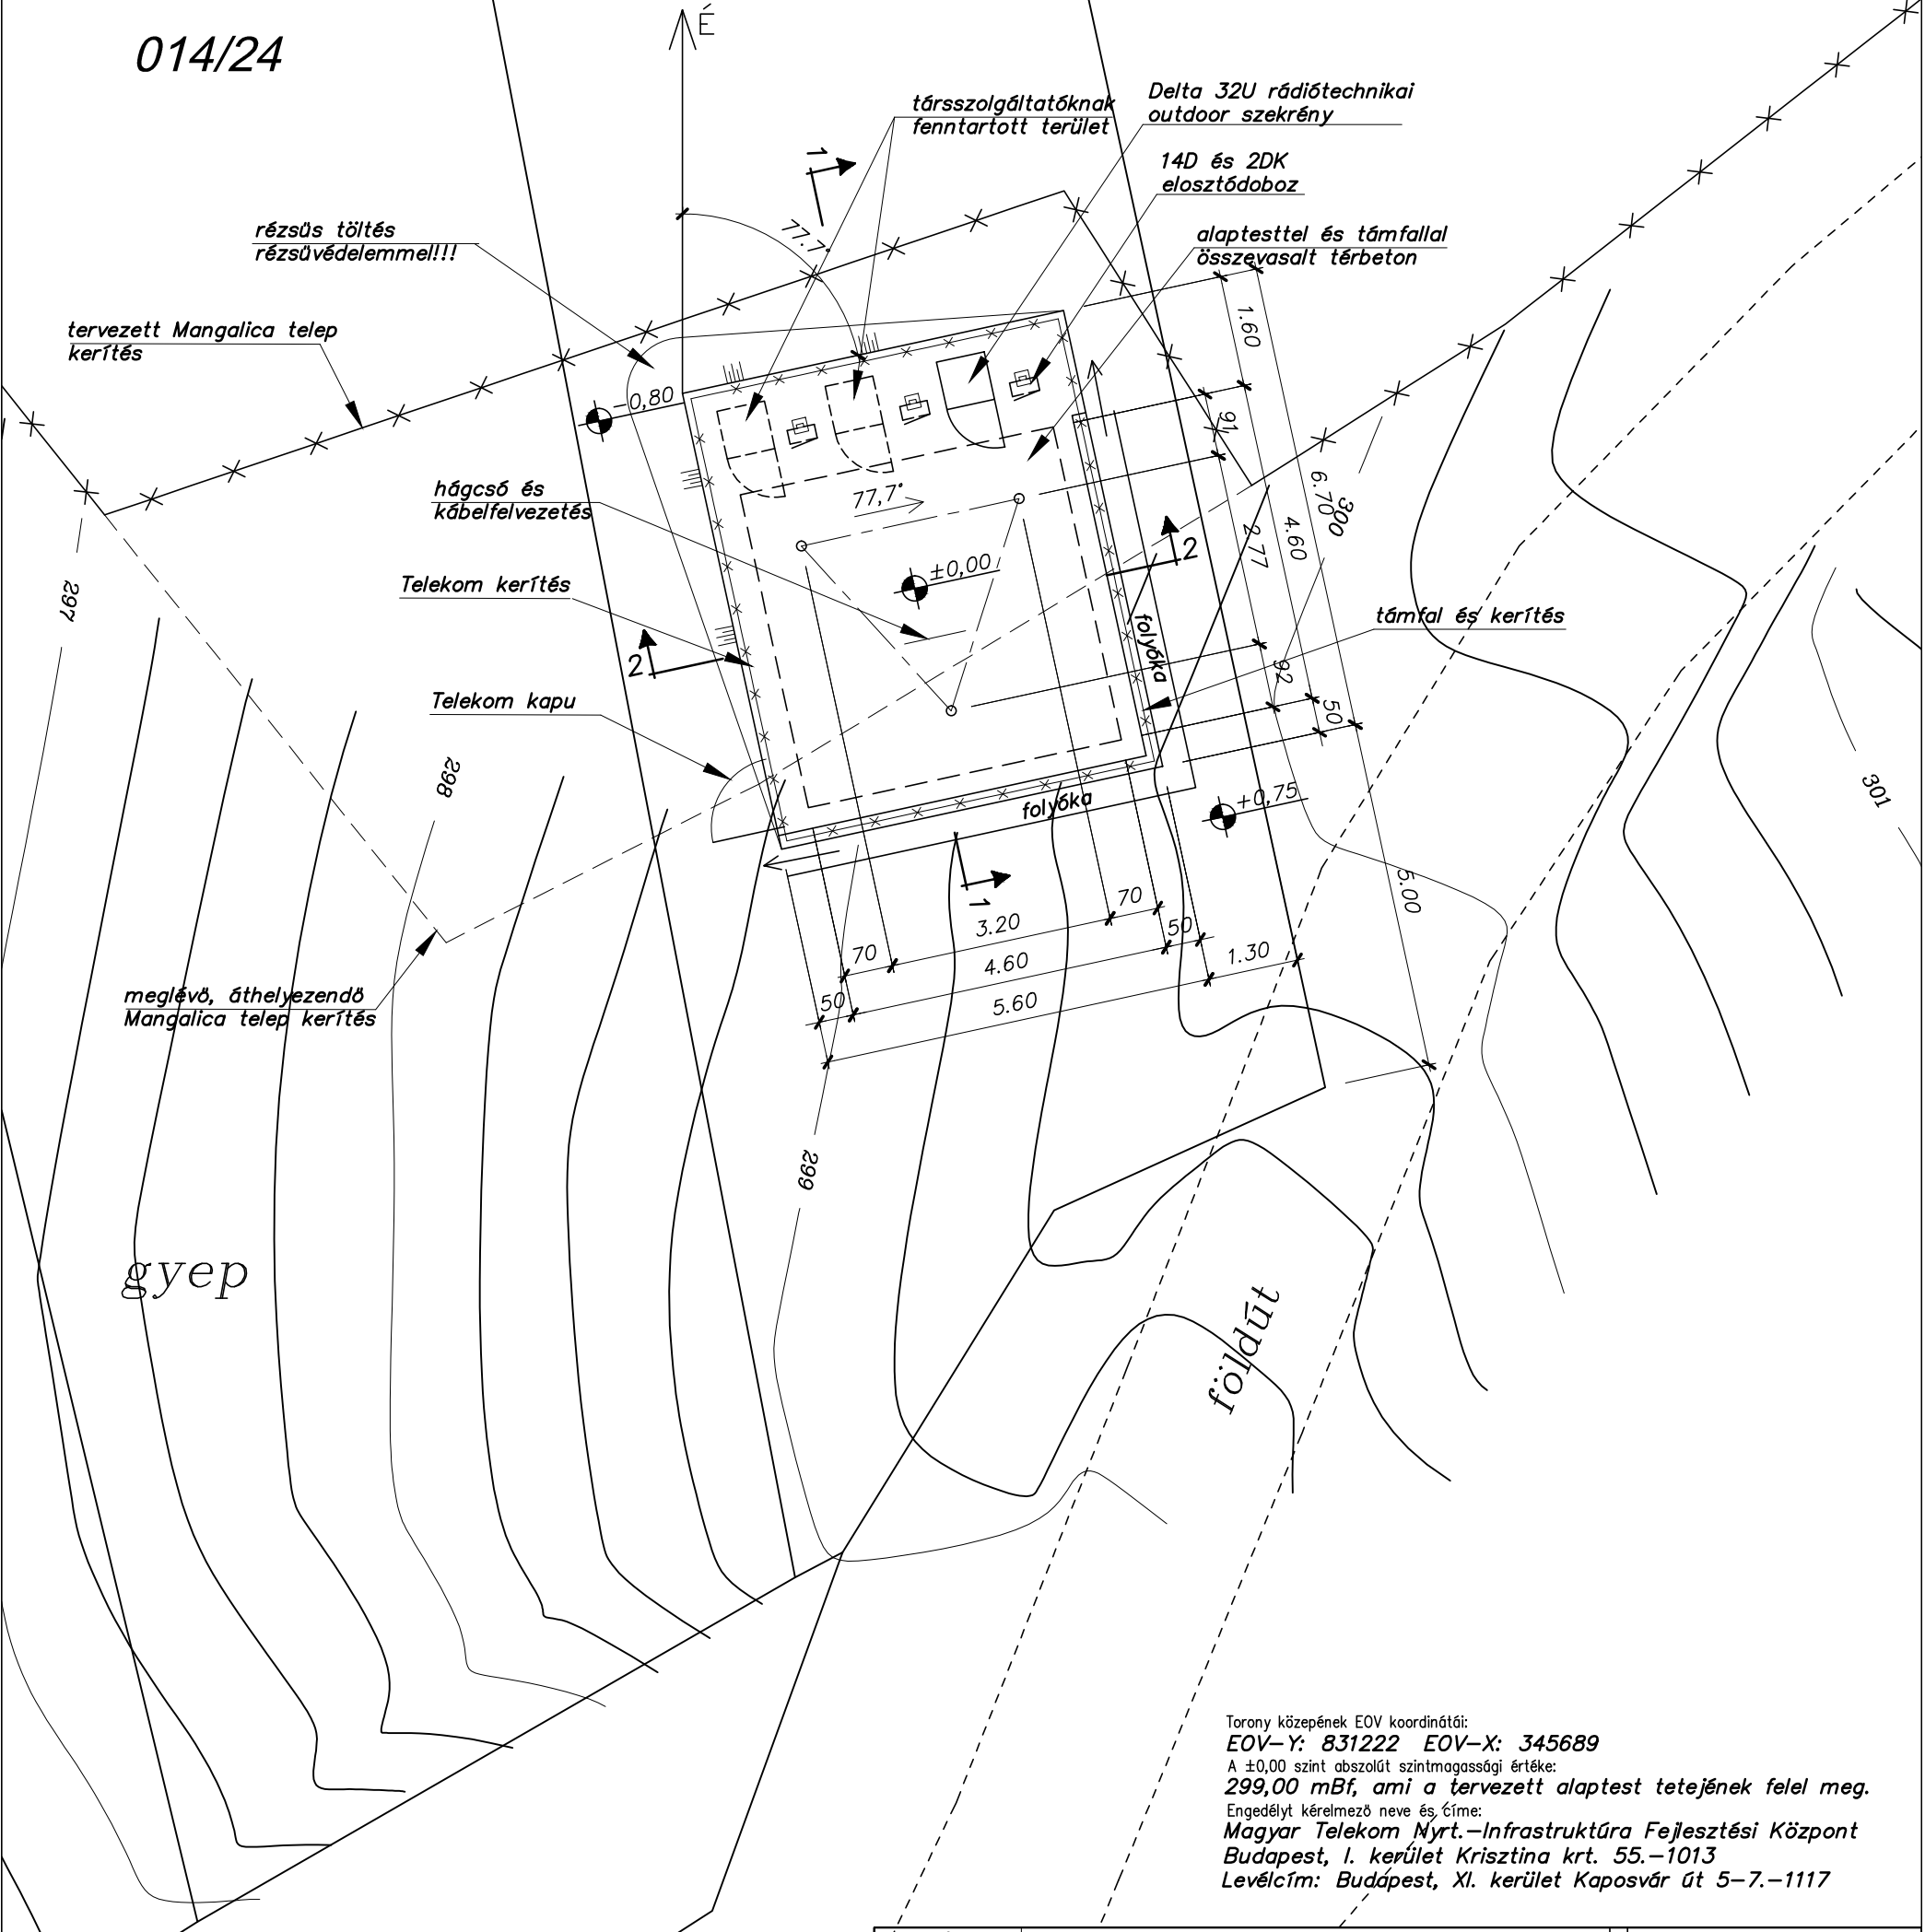 014/24
É
társszolgáltatóknak
fenntartott terület
Delta 32U rádiótechnikai
outdoor szekrény
14D és 2DK
elosztódoboz
alaptesttel és támfallal
összevasalt térbeton
rézsüs töltés
rézsüvédelemmel!!!
tervezett Mangalica telep
kerítés
1
77.7°
-0,80
1.60
91
6.70
300
4.60
2.77
hágcsó és
kábelfelvezetés
77,7°
±0,00
2
Telekom kerítés
297
támfal és kerítés
folyóka
2
92
50
Telekom kapu
298
folyóka
+0,75
301
1
5.00
70
3.20
70
50
4.60
1.30
50
5.60
meglévő, áthelyezendő
Mangalica telep kerítés
299
gyep
földút
Torony közepének EOV koordinátái:
EOV-Y: 831222 EOV-X: 345689
A ±0,00 szint abszolút szintmagassági értéke:
299,00 mBf, ami a tervezett alaptest tetejének felel meg.
Engedélyt kérelmező neve és címe:
Magyar Telekom Nyrt.-Infrastruktúra Fejlesztési Központ
Budapest, I. kerület Krisztina krt. 55.-1013
Levélcím: Budapest, XI. kerület Kaposvár út 5-7.-1117